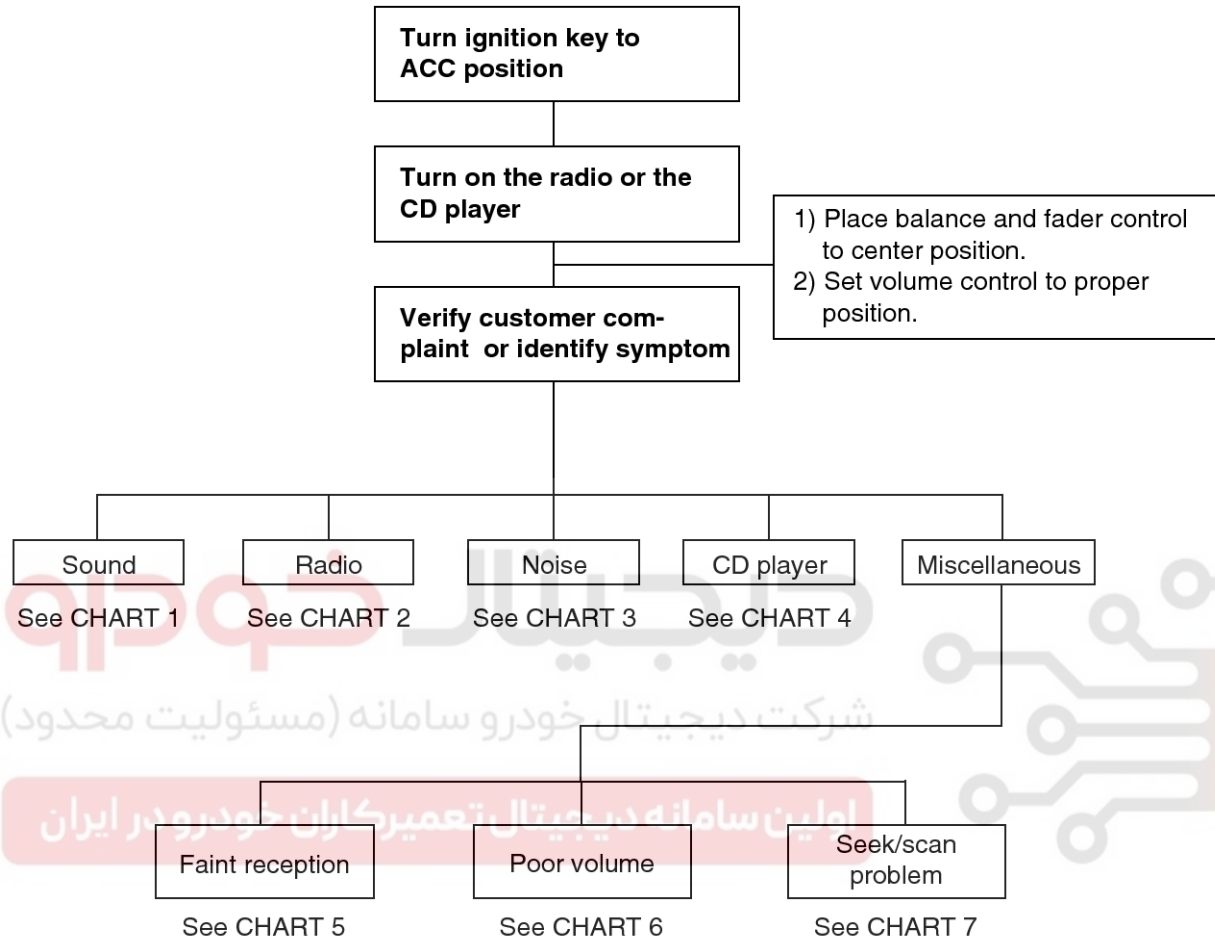 Turn ignition key to
ACC position
Turn on the radio or the
CD player
1) Place balance and fader control
to center position.
2) Set volume control to proper
position.
Verify customer com-
plaint or identify symptom
Sound
Radio
Noise
CD player
Miscellaneous
See CHART 1
See CHART 2
See CHART 3
See CHART 4
دیجیتال خودرو
شرکت دیجیتال خودرو سامانه (مسئولیت محدود)
اولین سامانه دیجیتال تعمیرکاران خودرو در ایران
Faint reception
Poor volume
Seek/scan
problem
See CHART 5
See CHART 6
See CHART 7